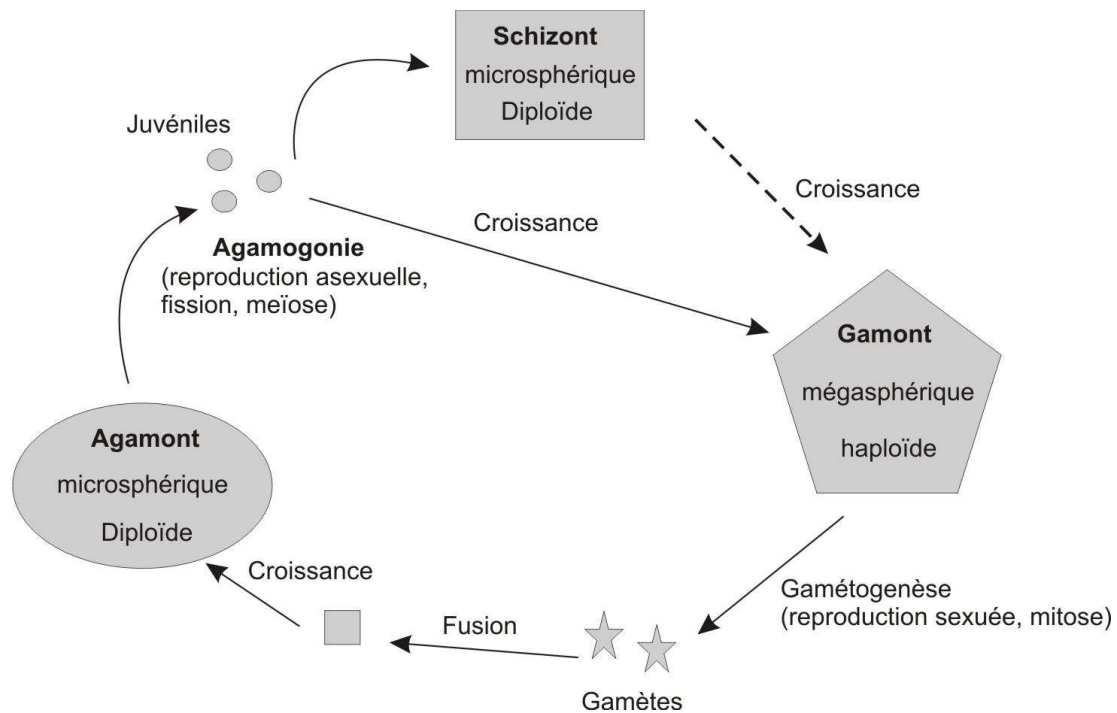 Schizont
microsphérique
Diploïde
Juvéniles
Croissance
Croissance
Agamogonie
(reproduction asexuelle,
fission, meïose)
Gamont
mégasphérique
haploïde
Agamont
microsphérique
Diploïde
Croissance
Fusion
Gamétogenèse
(reproduction sexuée, mitose)
Gamètes